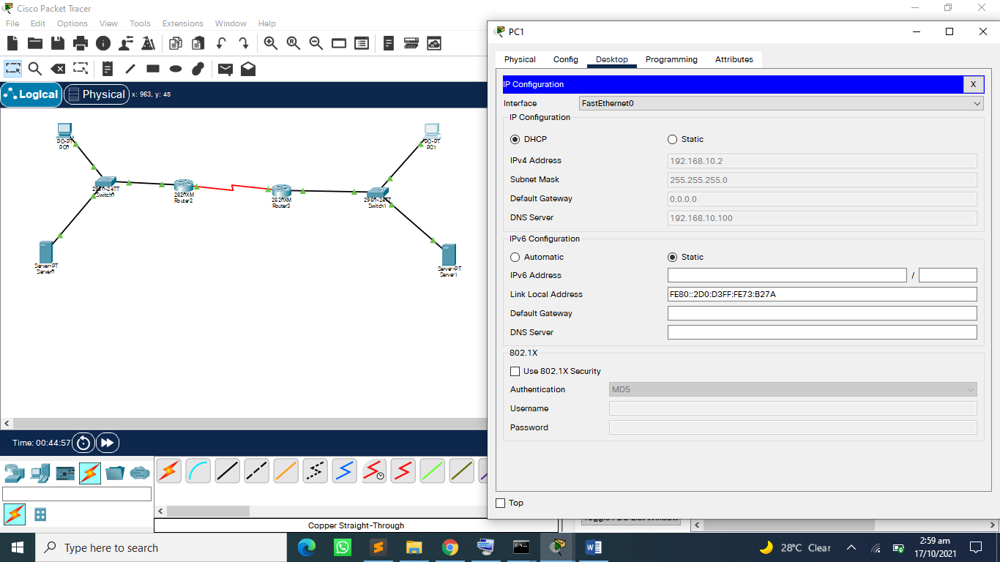 Cisco Packet Tracer
File Edit Options View Tools Extensions Window Help
Logical Physical x: 963, y: 45
PC-PT
PC0
PC-PT
PC1
2950-24TT
Switch0
2620XM
Router2
2620XM
Router3
2950-24TT
Switch1
Server-PT
Server0
Server-PT
Server1
Time: 00:44:57
Copper Straight-Through
PC1
Physical Config Desktop Programming Attributes
IP Configuration X
Interface FastEthernet0
IP Configuration
DHCP Static
IPv4 Address 192.168.10.2
Subnet Mask 255.255.255.0
Default Gateway 0.0.0.0
DNS Server 192.168.10.100
IPv6 Configuration
Automatic Static
IPv6 Address /
Link Local Address FE80::2D0:D3FF:FE73:B27A
Default Gateway
DNS Server
802.1X
Use 802.1X Security
Authentication MD5
Username
Password
Top
Toggle PDU List Window
Type here to search
28°C Clear
2:59 am
17/10/2021